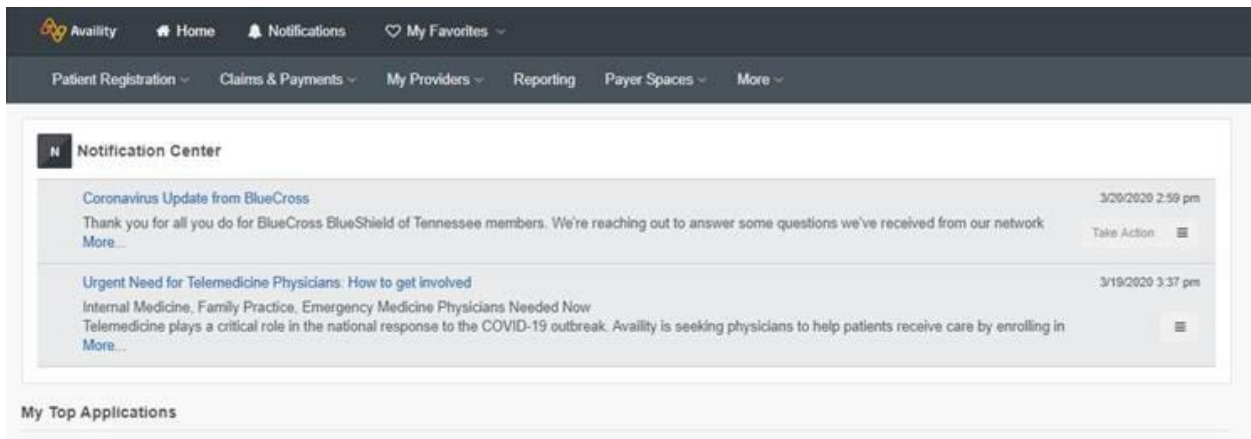 Availity Home Notifications My Favorites
Patient Registration Claims & Payments My Providers Reporting Payer Spaces More
N Notification Center
Coronavirus Update from BlueCross 3/20/2020 2:59 pm
Thank you for all you do for BlueCross BlueShield of Tennessee members. We're reaching out to answer some questions we've received from our network
More... Take Action
Urgent Need for Telemedicine Physicians: How to get involved 3/19/2020 3:37 pm
Internal Medicine, Family Practice, Emergency Medicine Physicians Needed Now
Telemedicine plays a critical role in the national response to the COVID-19 outbreak. Availity is seeking physicians to help patients receive care by enrolling in
More...
My Top Applications